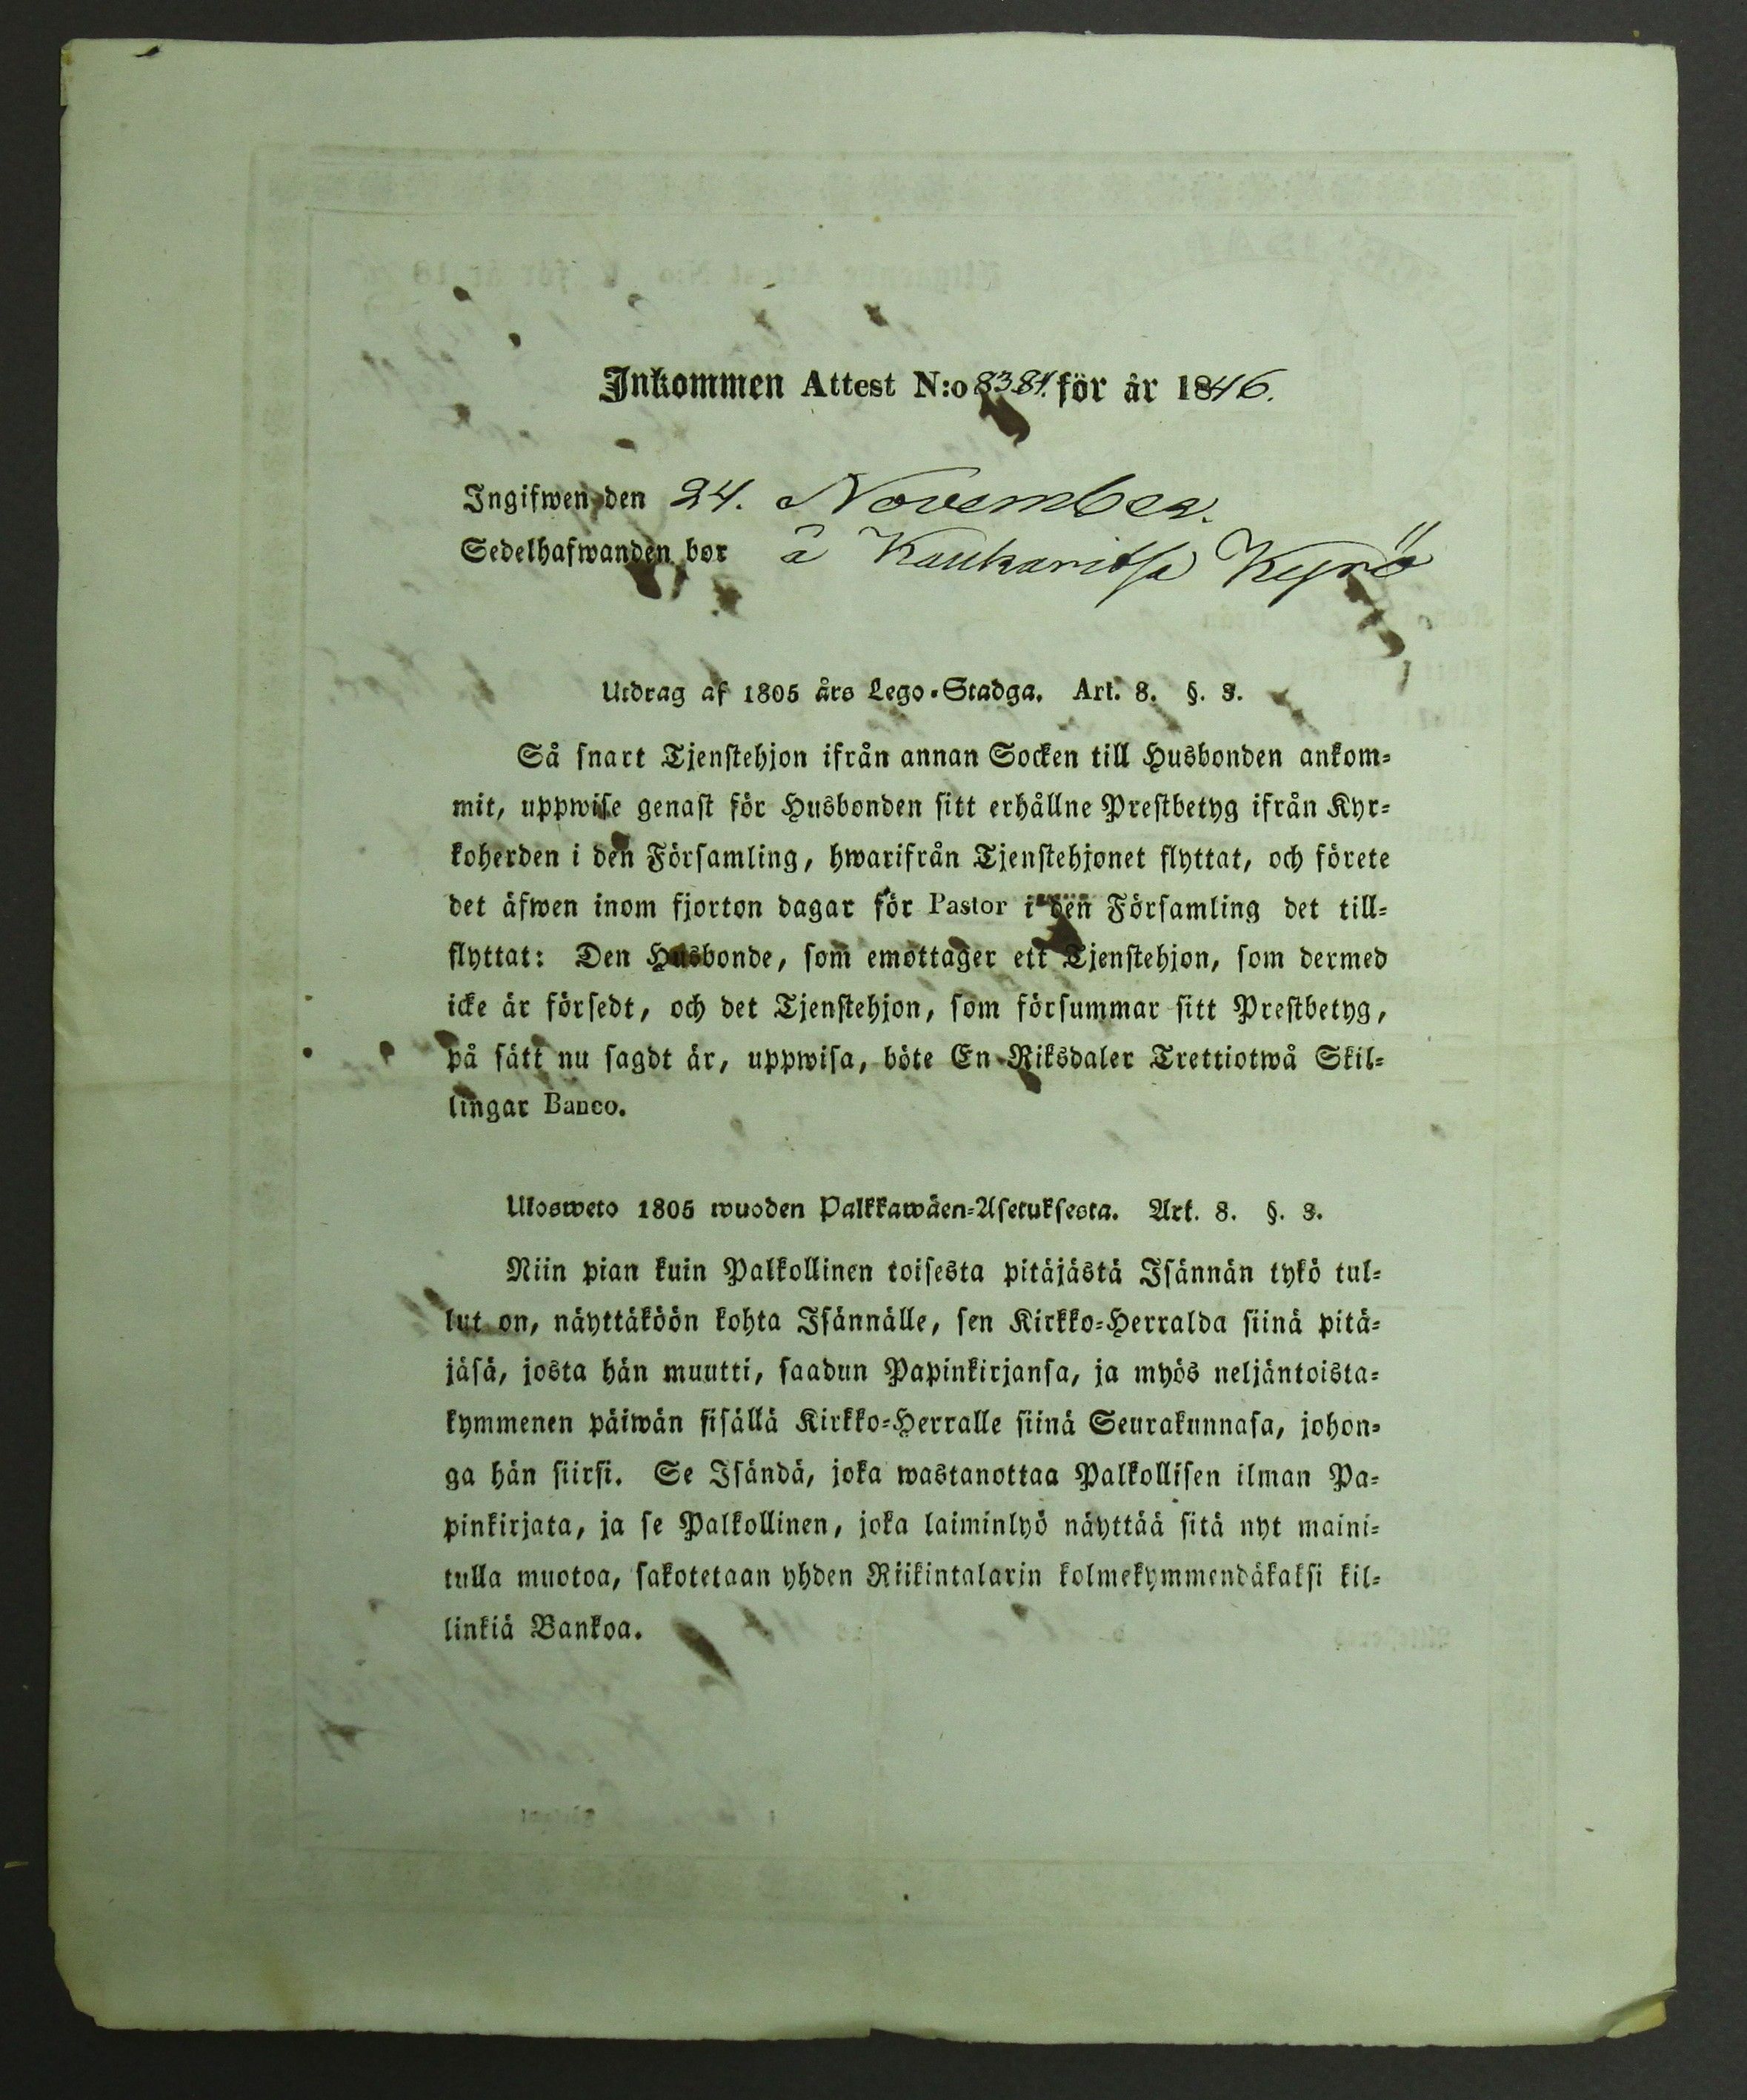 Inkommen Attest N:o 83.84. för år 1846.
Ingifwen den 24. November.
Sedelhafwanden bor å Kauharitsa Kyrö
Utdrag af 1805 års Lego-Stadga. Art. 8. §. 3.
Så snart Tjenstehjon ifrån annan Socken till Husbonden ankom-
mit, uppwise genast för Husbonden sitt erhållne Prestbetyg ifrån Kyr-
koherden i den Församling, hwarifrån Tjenstehjonet flyttat, och förete
det äfwen inom fjorton dagar för Pastor i den Församling det till-
flyttat: Den Husbonde, som emottager ett Tjenstehjon, som dermed
icke är försedt, och det Tjenstehjon, som försummar sitt Prestbetyg,
på sätt nu sagdt är, uppwisa, böte En Riksdaler Trettiotwå Skil-
lingar Banco.
Ulosweto 1805 wuoden Palkkawäen-Asetuksesta. Art. 8. §. 3.
Niin pian kuin Palkollinen toisesta pitäjästä Isännän tykö tul-
lut on, näyttäköön kohta Isännälle, sen Kirkko-Herralda siinä pitä-
jäsä, josta hän muutti, saadun Papinkirjansa, ja myös neljäntoista-
kymmenen päiwän sisällä Kirkko-Herralle siinä Seurakunnasa, johon-
ga hän siirsi. Se Isändä, joka wastanottaa Palkollisen ilman Pa-
pinkirjata, ja se Palkollinen, joka laiminlyö näyttää sitä nyt maini-
tulla muotoa, sakotetaan yhden Riikintalarin kolmekymmendäkaksi kil-
linkiä Bankoa.